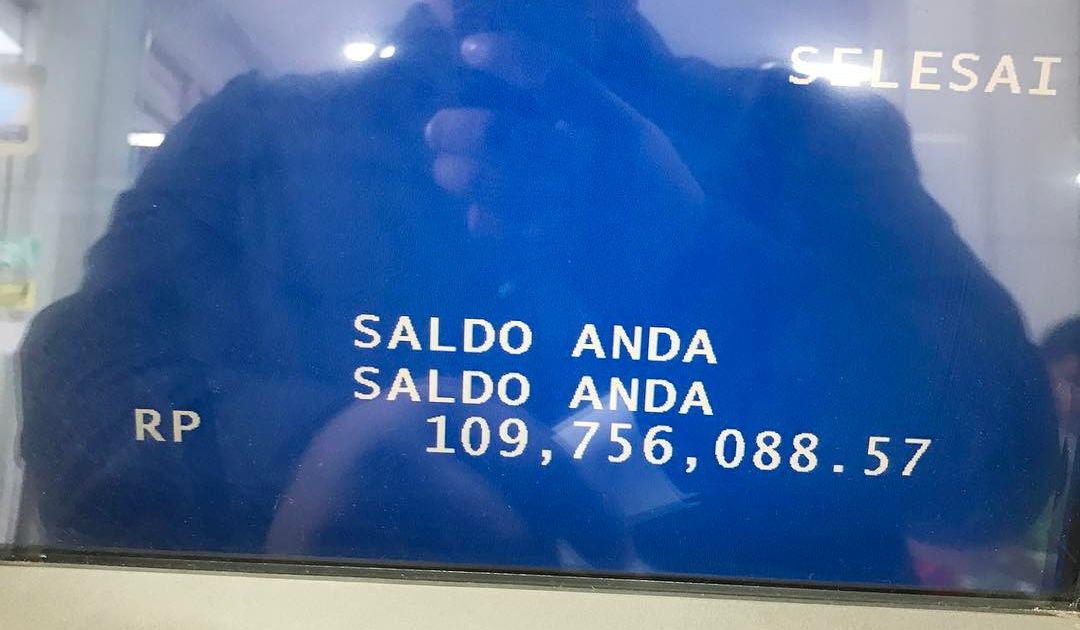 SELESAI
SALDO ANDA
SALDO ANDA
RP 109,756,088.57